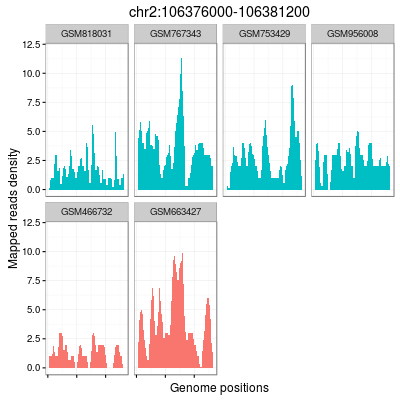 chr2:106376000-106381200
GSM818031 GSM767343 GSM753429 GSM956008
12.5
10.0
7.5
5.0
2.5
0.0
GSM466732 GSM663427
12.5
10.0
7.5
5.0
2.5
0.0
Mapped reads density
Genome positions